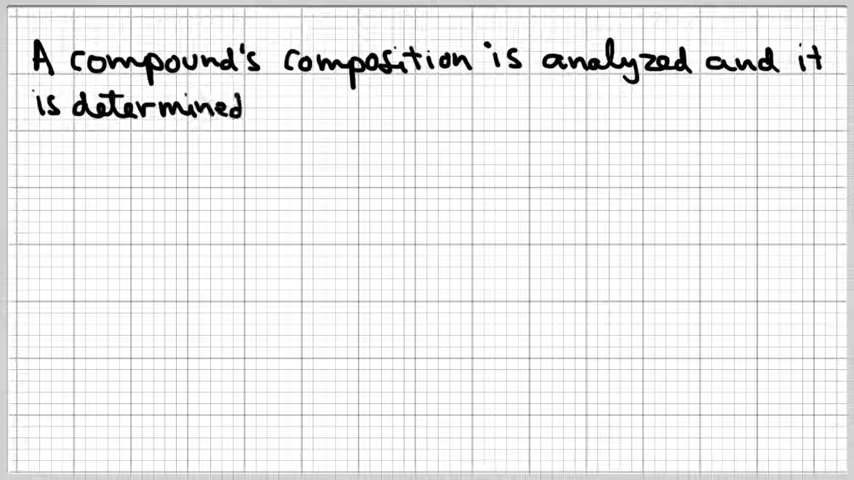 A compound's composition is analyzed and it
is determined